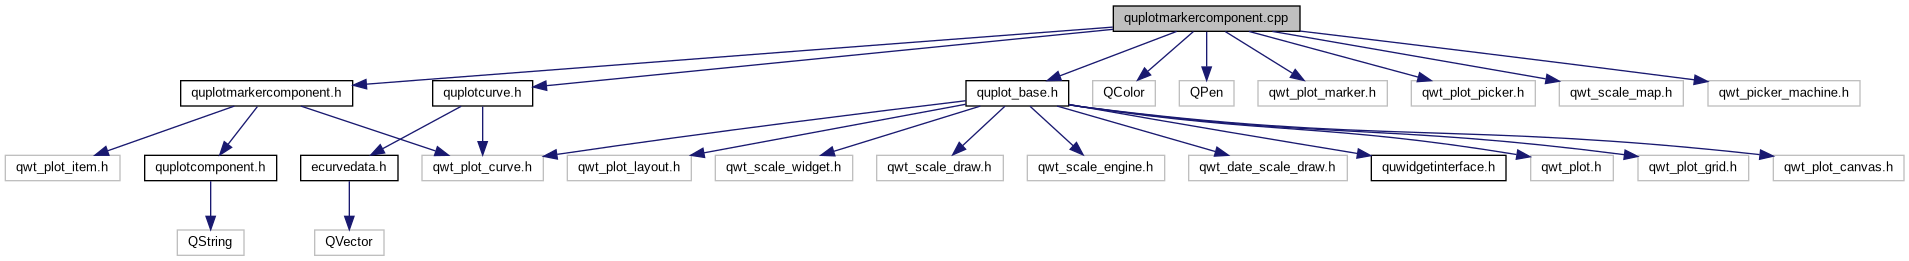 quplotmarkercomponent.cpp
quplotmarkercomponent.h
quplotcurve.h
quplot_base.h
QColor
QPen
qwt_plot_marker.h
qwt_plot_picker.h
qwt_scale_map.h
qwt_picker_machine.h
qwt_plot_item.h
quplotcomponent.h
ecurvedata.h
qwt_plot_curve.h
qwt_plot_layout.h
qwt_scale_widget.h
qwt_scale_draw.h
qwt_scale_engine.h
qwt_date_scale_draw.h
quwidgetinterface.h
qwt_plot.h
qwt_plot_grid.h
qwt_plot_canvas.h
QString
QVector